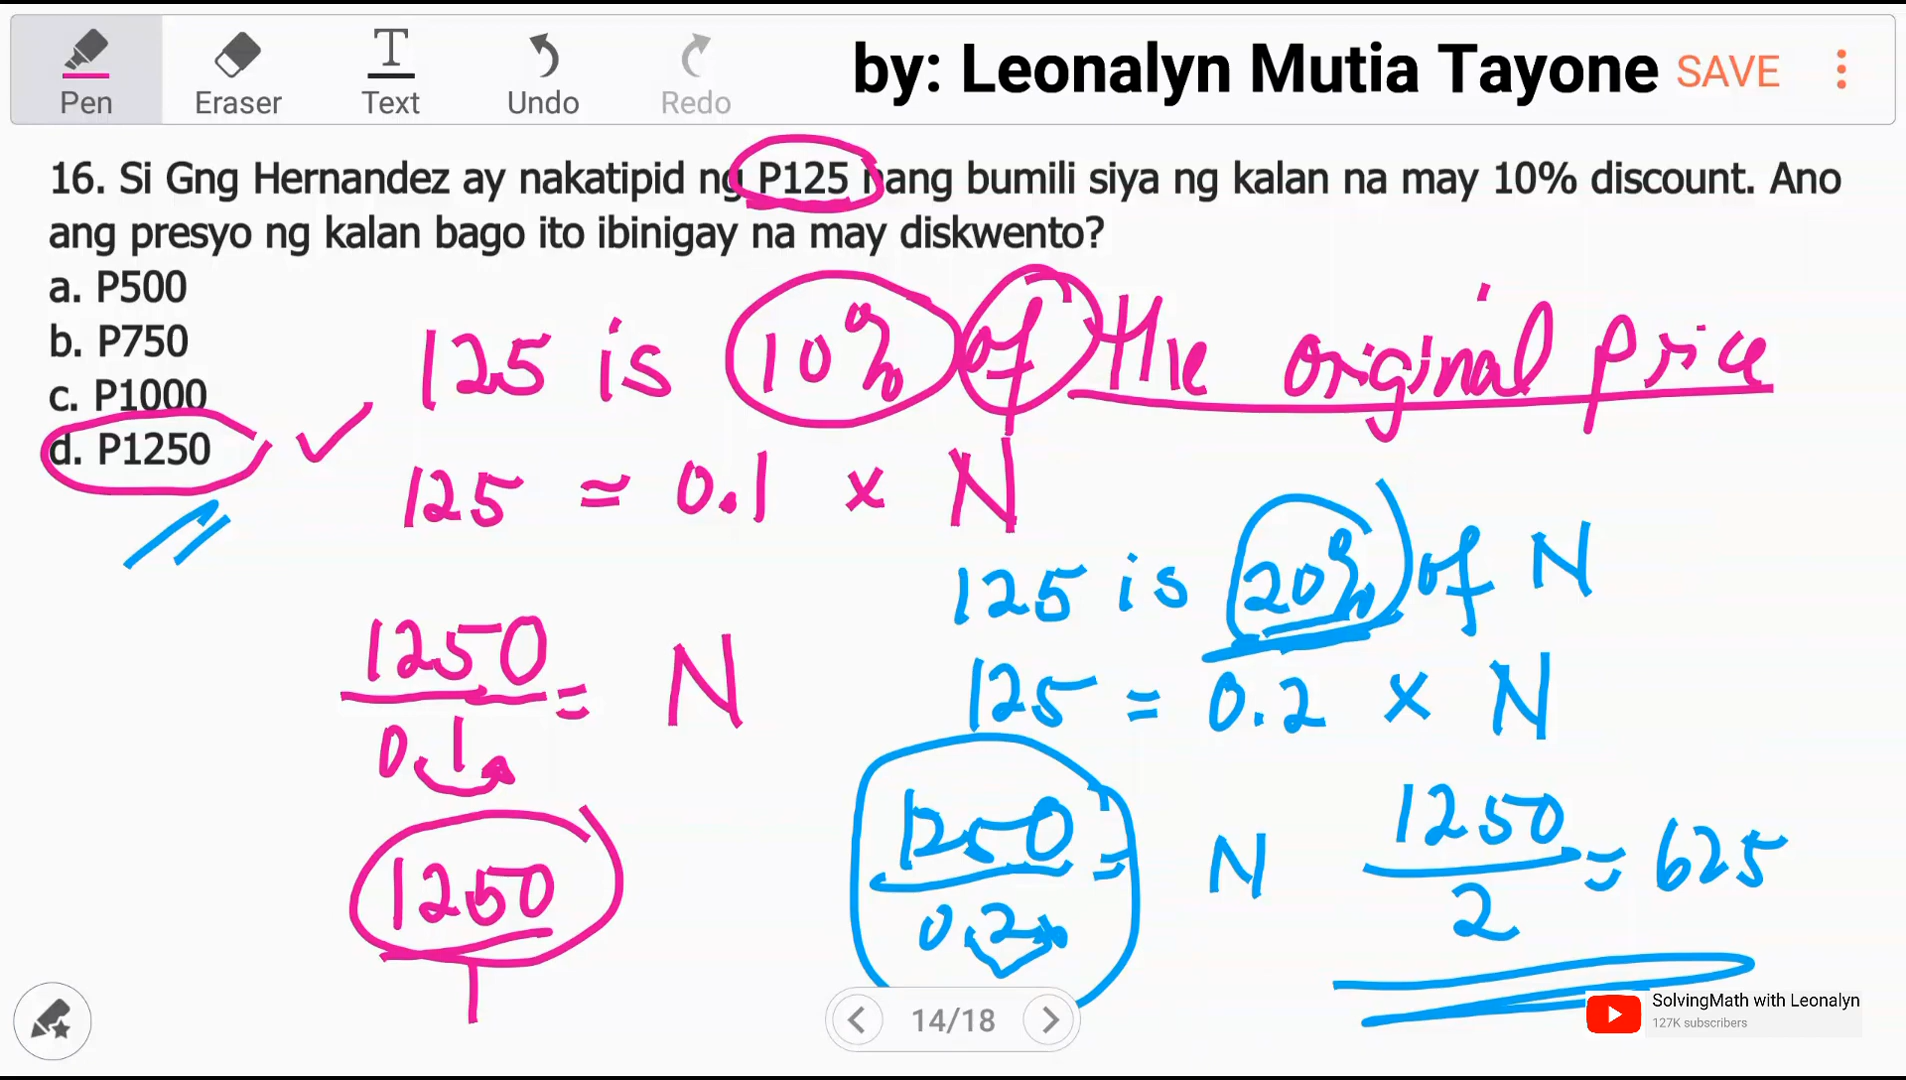 by: Leonalyn Mutia Tayone
SAVE
Pen
Eraser
T
Text
Undo
Redo
16. Si Gng Hernandez ay nakatipid ng P125 nang bumili siya ng kalan na may 10% discount. Ano
ang presyo ng kalan bago ito ibinigay na may diskwento?
a. P500
b. P750
c. P1000
d. P1250
125 is 10% of the original price
125 = 0.1 × N
1250 = N
0.1
1250
125 is 20% of N
125 = 0.2 × N
1250 = N
0.2
1250 = 625
2
14/18
SolvingMath with Leonalyn
127K subscribers